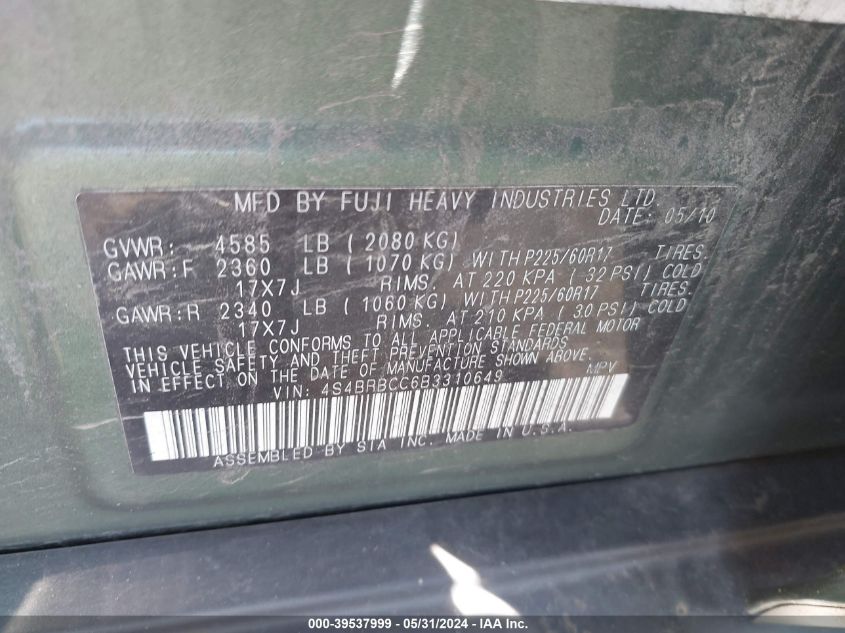 MFD BY FUJI HEAVY INDUSTRIES LTD.
DATE: 05/10
GVWR: 4585 LB ( 2080 KG)
GAWR:F 2360 LB ( 1070 KG) WITH P225/60R17 TIRES.
17X7J RIMS. AT 220 KPA ( 32 PSI) COLD
GAWR:R 2340 LB ( 1060 KG) WITH P225/60R17 TIRES.
17X7J RIMS. AT 210 KPA ( 30 PSI) COLD
THIS VEHICLE CONFORMS TO ALL APPLICABLE FEDERAL MOTOR
VEHICLE SAFETY AND THEFT PREVENTION STANDARDS
IN EFFECT ON THE DATE OF MANUFACTURE SHOWN ABOVE.
VIN: 4S4BRBCC6B3310649 MPV
ASSEMBLED BY SIA INC. MADE IN U.S.A.
000-39537999 - 05/31/2024 - IAA Inc.